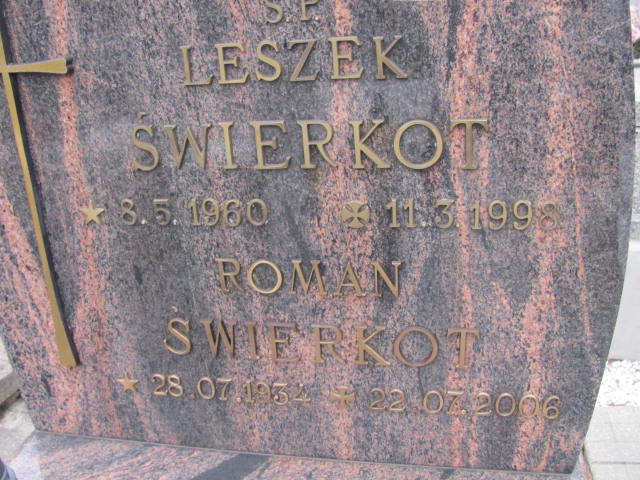 Ś.P.
LESZEK
ŚWIERKOT
8.5.1960 11.3.1998
ROMAN
ŚWIERKOT
28.07.1934 22.07.2006